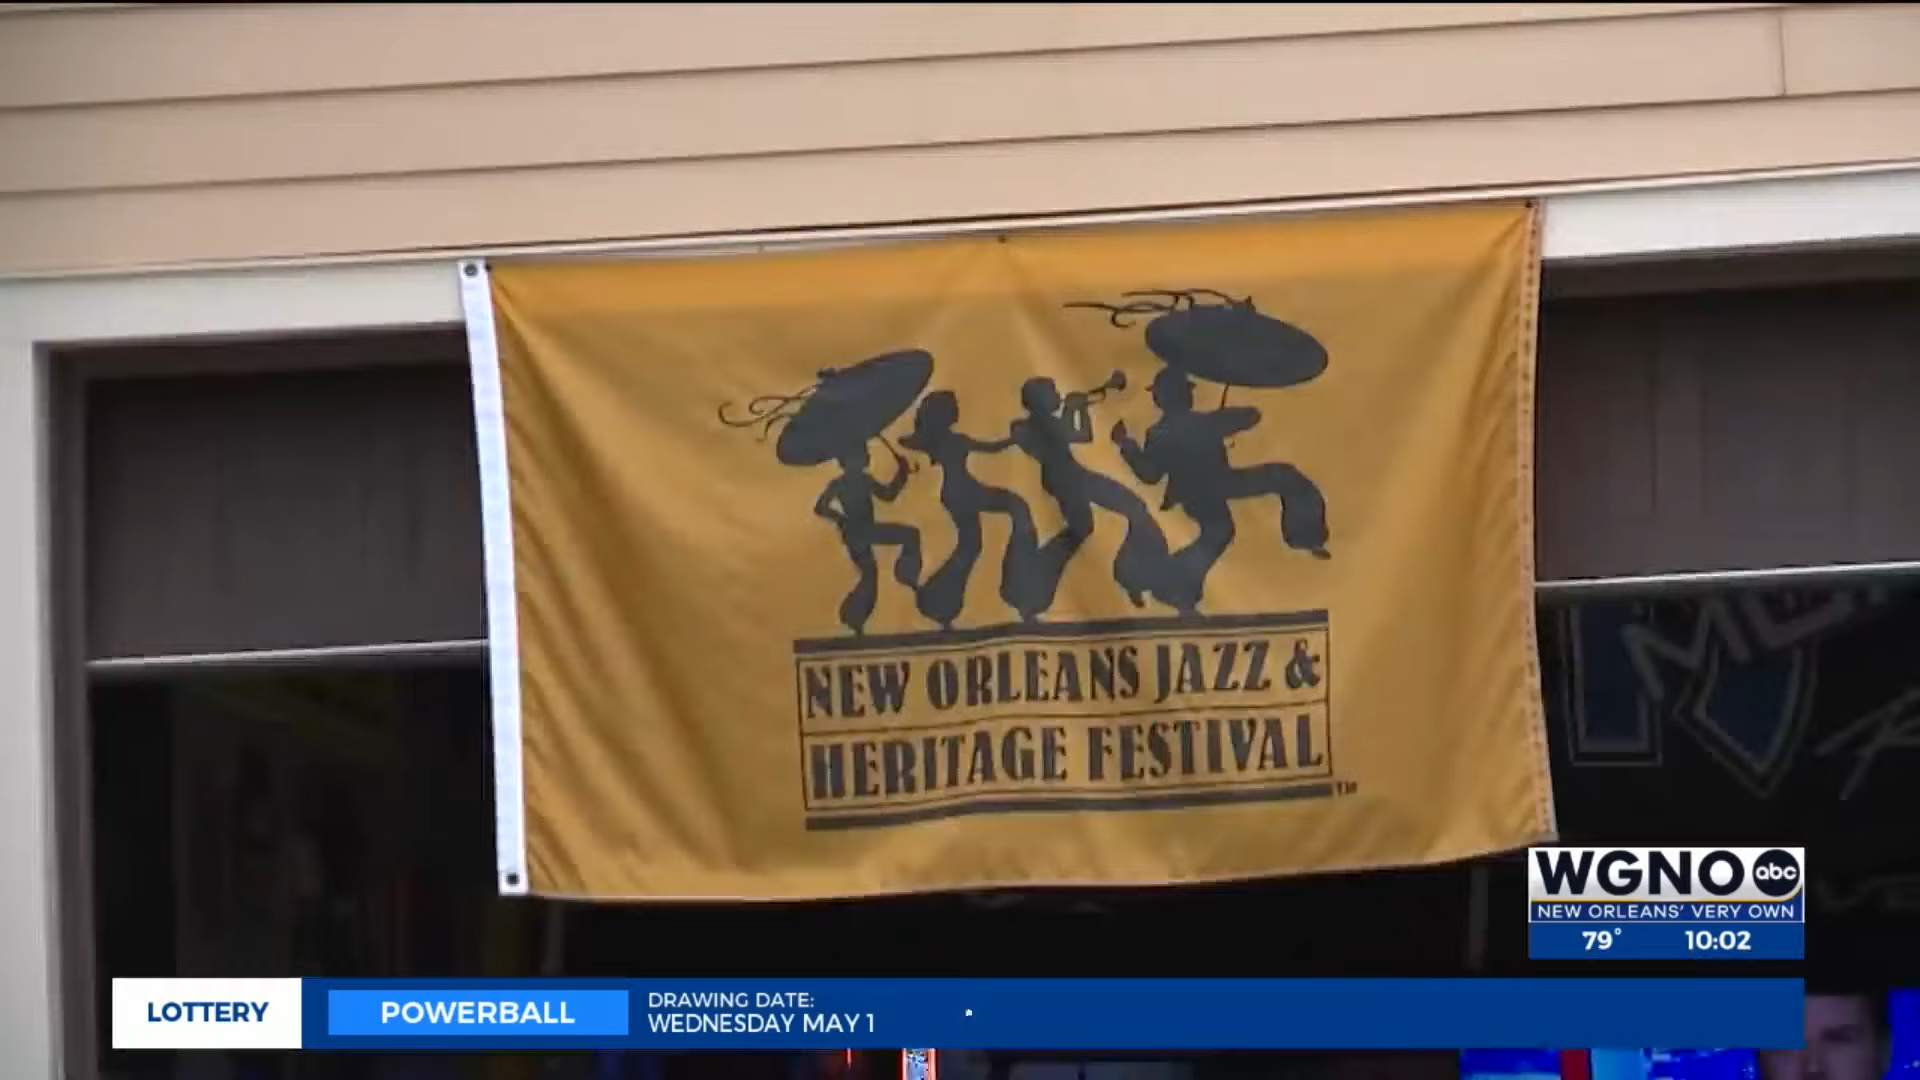 NEW ORLEANS JAZZ &
HERITAGE FESTIVAL
TM
WGNO abc
NEW ORLEANS' VERY OWN
79° 10:02
LOTTERY
POWERBALL
DRAWING DATE:
WEDNESDAY MAY 1